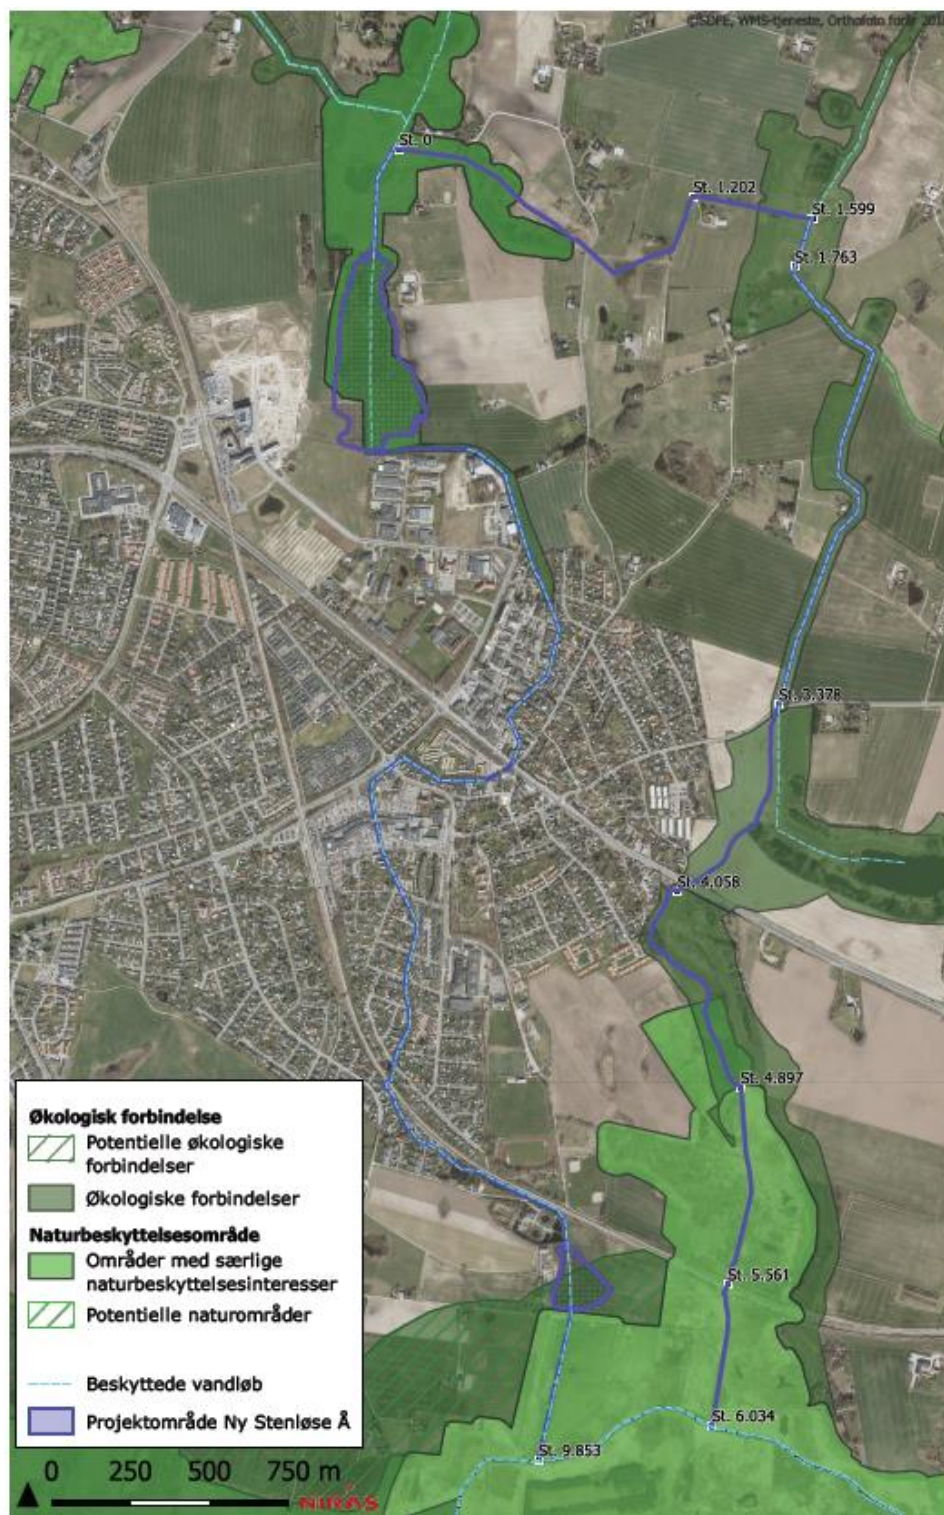 ©SDFE, WMS-tjeneste, Ortofoto forår
St. 0
St. 1.202
St. 1.599
St. 1.763
St. 3.378
St. 4.058
St. 4.897
St. 5.561
St. 6.034
St. 9.853
Økologisk forbindelse
Potentielle økologiske
forbindelser
Økologiske forbindelser
Naturbeskyttelsesområde
Områder med særlige
naturbeskyttelsesinteresser
Potentielle naturområder
Beskyttede vandløb
Projektområde Ny Stenløse Å
0 250 500 750 m
NIRAS